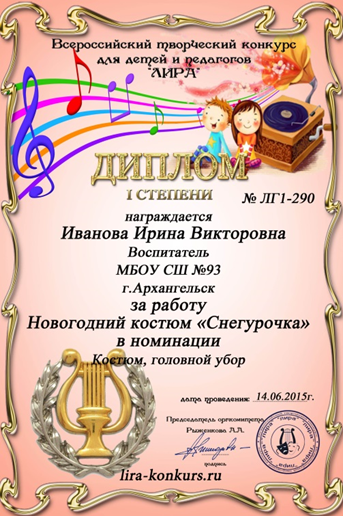 Всероссийский творческий конкурс
для детей и педагогов
"ЛИРА"
ДИПЛОМ
I СТЕПЕНИ
№ ЛГ1-290
награждается
Иванова Ирина Викторовна
Воспитатель
МБОУ СШ №93
г.Архангельск
за работу
Новогодний костюм «Снегурочка»
в номинации
Костюм, головной убор
дата проведения: 14.06.2015г.
Председатель оргкомитета
Рыженкова Л.А.
подпись
lira-konkurs.ru